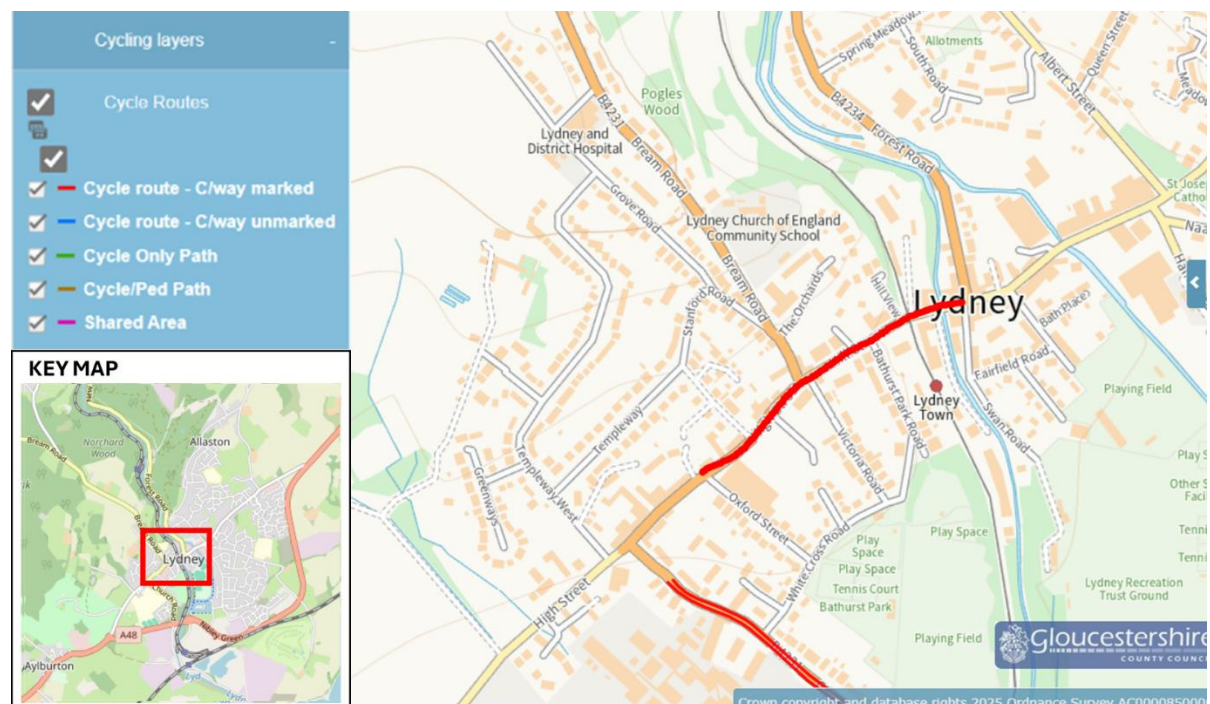 Cycling layers -
Cycle Routes
Cycle route - C/way marked
Cycle route - C/way unmarked
Cycle Only Path
Cycle/Ped Path
Shared Area
KEY MAP
Norchard
Wood
Allaston
Bream Road
Forest Road
Lydney
Church Road
A48
Aylburton
Spring Meadow
South Road
Allotments
Queen Street
Albert Street
Pogles
Wood
B4231
Bream Road
B4234
Forest Road
Lydney and
District Hospital
Grove Road
Lydney Church of England
Community School
Bream Road
The Orchards
Stanford Road
Hill View
Lydney
Bath Place
Fairfield Road
Playing Field
Bathurst Park Road
Lydney
Town
Swan Road
Templeway
Victoria Road
Greenways
Templeway West
Oxford Street
Play Space
Play
Space
Play Space
White Cross Road
Tennis Court
Bathurst Park
Lydney Recreation
Trust Ground
High Street
Playing Field
Gloucestershire
COUNTY COUNCIL
Crown copyright and database rights 2025 Ordnance Survey